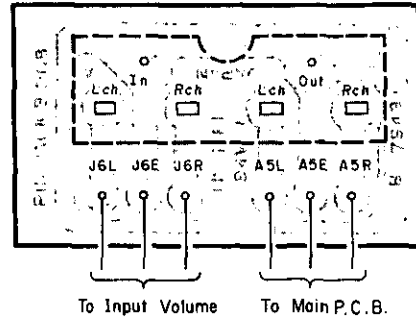 In Out
Lch Rch Lch Rch
J6L J6E J6R A5L A5E A5R
To Input Volume To Main P.C.B.